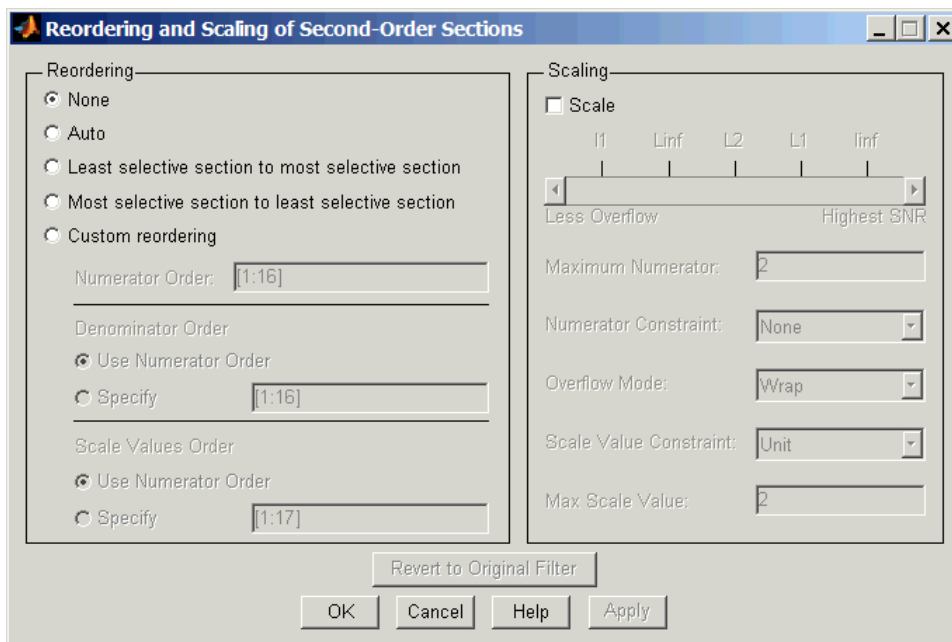 Reordering and Scaling of Second-Order Sections
Reordering
None
Auto
Least selective section to most selective section
Most selective section to least selective section
Custom reordering
Numerator Order: [1:16]
Denominator Order
Use Numerator Order
Specify [1:16]
Scale Values Order
Use Numerator Order
Specify [1:17]
Scaling
Scale
l1 Linf L2 L1 linf
Less Overflow Highest SNR
Maximum Numerator: 2
Numerator Constraint: None
Overflow Mode: Wrap
Scale Value Constraint: Unit
Max Scale Value: 2
Revert to Original Filter
OK Cancel Help Apply